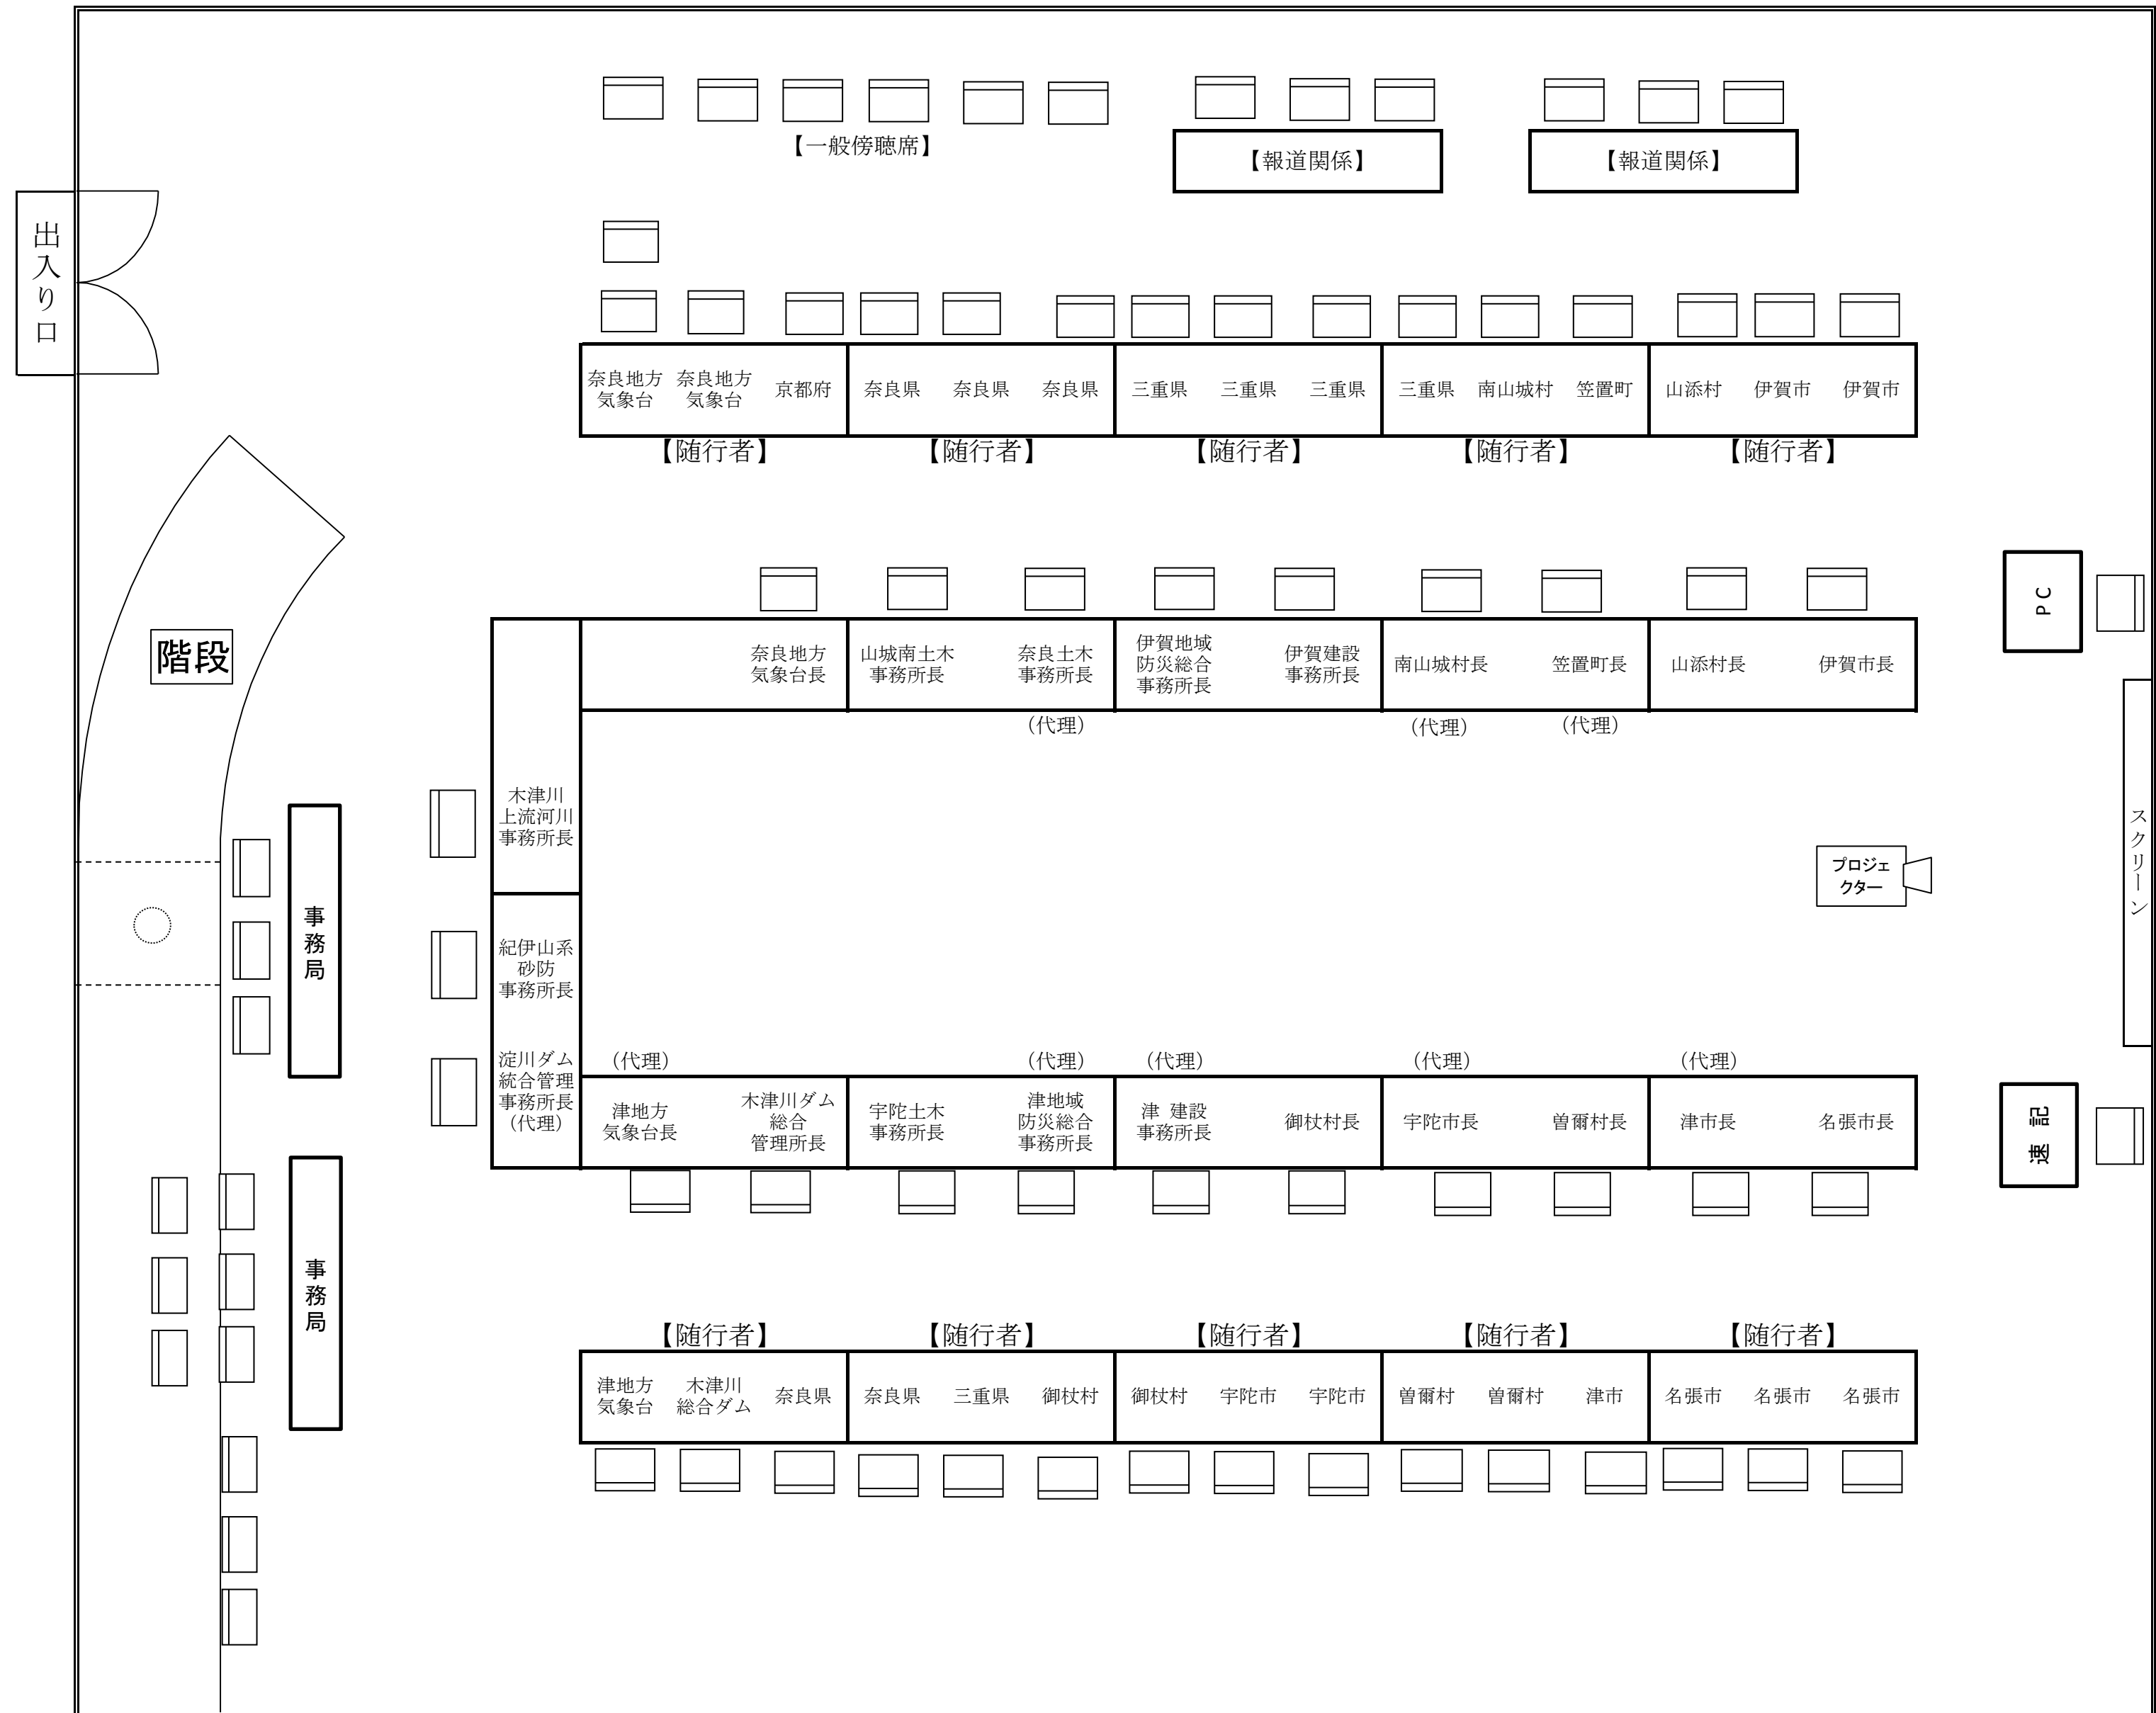 【一般傍聴席】
【報道関係】
【報道関係】
出入り口
奈良地方
気象台
奈良地方
気象台
京都府
奈良県
奈良県
奈良県
三重県
三重県
三重県
三重県
南山城村
笠置町
山添村
伊賀市
伊賀市
【随行者】
【随行者】
【随行者】
【随行者】
【随行者】
階段
PC
奈良地方
気象台長
山城南土木
事務所長
奈良土木
事務所長
伊賀地域
防災総合
事務所長
伊賀建設
事務所長
南山城村長
笠置町長
山添村長
伊賀市長
（代理）
（代理）
（代理）
木津川
上流河川
事務所長
プロジェ
クター
スクリーン
事務局
紀伊山系
砂防
事務所長
淀川ダム
統合管理
事務所長
（代理）
（代理）
（代理）
（代理）
（代理）
（代理）
津地方
気象台長
木津川ダム
総合
管理所長
宇陀土木
事務所長
津地域
防災総合
事務所長
津 建設
事務所長
御杖村長
宇陀市長
曽爾村長
津市長
名張市長
速 記
事務局
【随行者】
【随行者】
【随行者】
【随行者】
【随行者】
津地方
気象台
木津川
総合ダム
奈良県
奈良県
三重県
御杖村
御杖村
宇陀市
宇陀市
曽爾村
曽爾村
津市
名張市
名張市
名張市